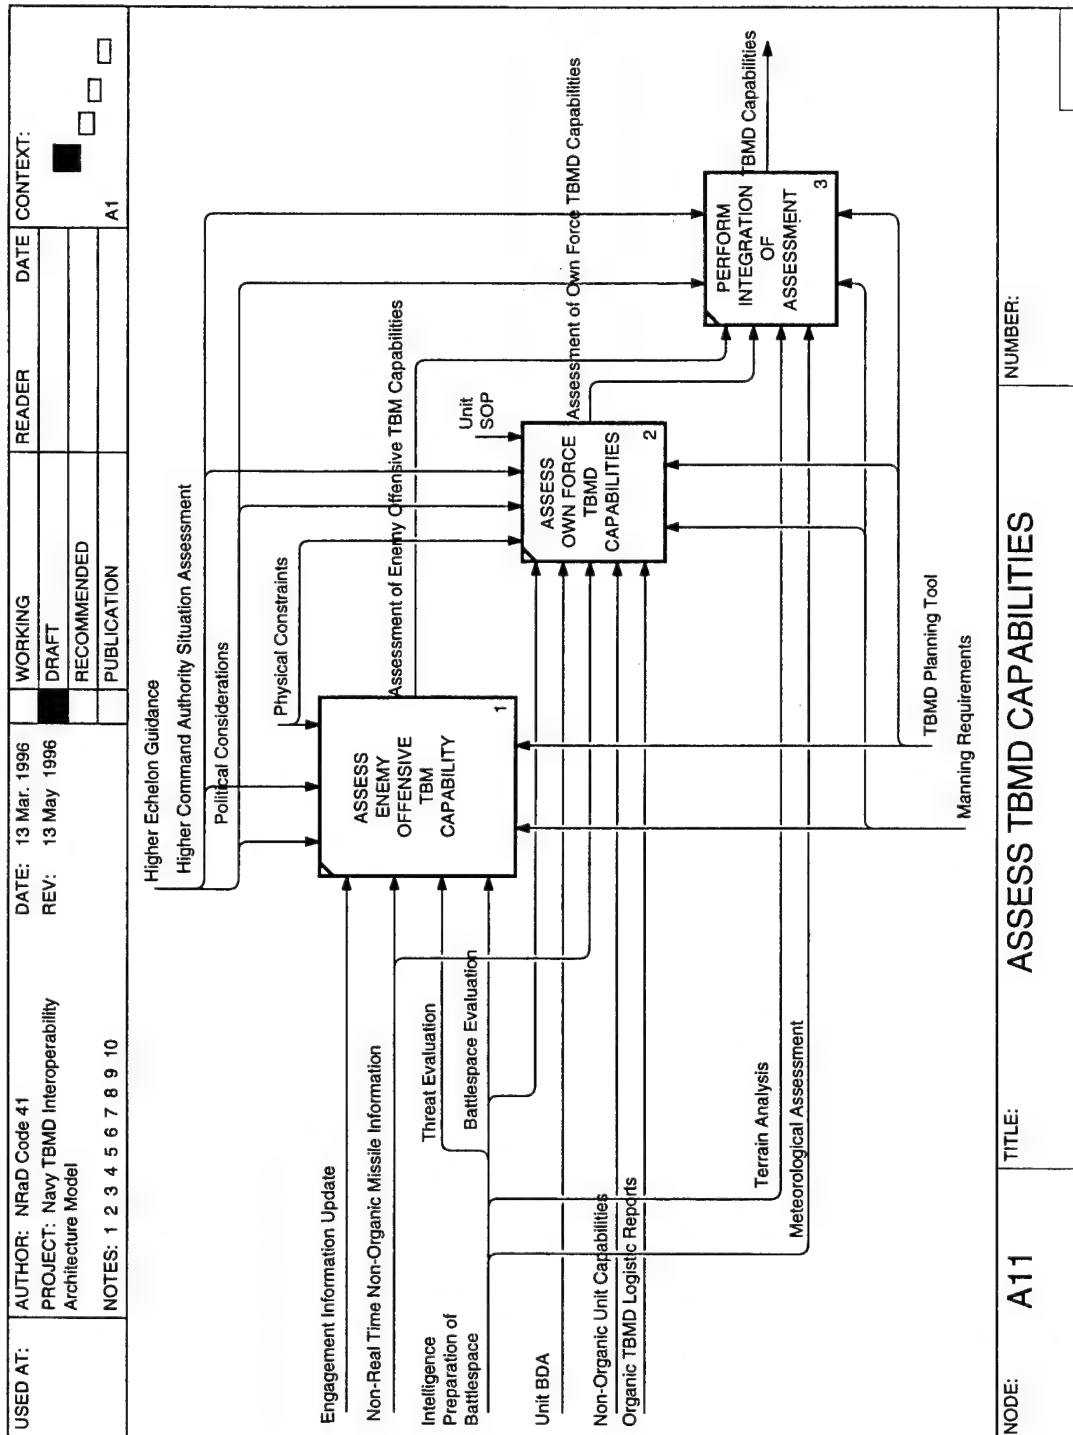 USED AT:
AUTHOR: NRaD Code 41
PROJECT: Navy TBMD Interoperability
Architecture Model
NOTES: 1 2 3 4 5 6 7 8 9 10
DATE: 13 Mar. 1996
REV: 13 May 1996
WORKING
DRAFT
RECOMMENDED
PUBLICATION
READER
DATE
CONTEXT:
A1
Higher Echelon Guidance
Higher Command Authority Situation Assessment
Political Considerations
Physical Constraints
ASSESS
ENEMY
OFFENSIVE
TBM
CAPABILITY
1
Assessment of Enemy Offensive TBM Capabilities
Unit
SOP
ASSESS
OWN FORCE
TBMD
CAPABILITIES
2
Assessment of Own Force TBMD Capabilities
PERFORM
INTEGRATION
OF
ASSESSMENT
3
TBMD Capabilities
Engagement Information Update
Non-Real Time Non-Organic Missile Information
Intelligence
Preparation of
Battlespace
Threat Evaluation
Battlespace Evaluation
Unit BDA
Non-Organic Unit Capabilities
Organic TBMD Logistic Reports
Terrain Analysis
Meteorological Assessment
TBMD Planning Tool
Manning Requirements
NODE:
A11
TITLE:
ASSESS TBMD CAPABILITIES
NUMBER: